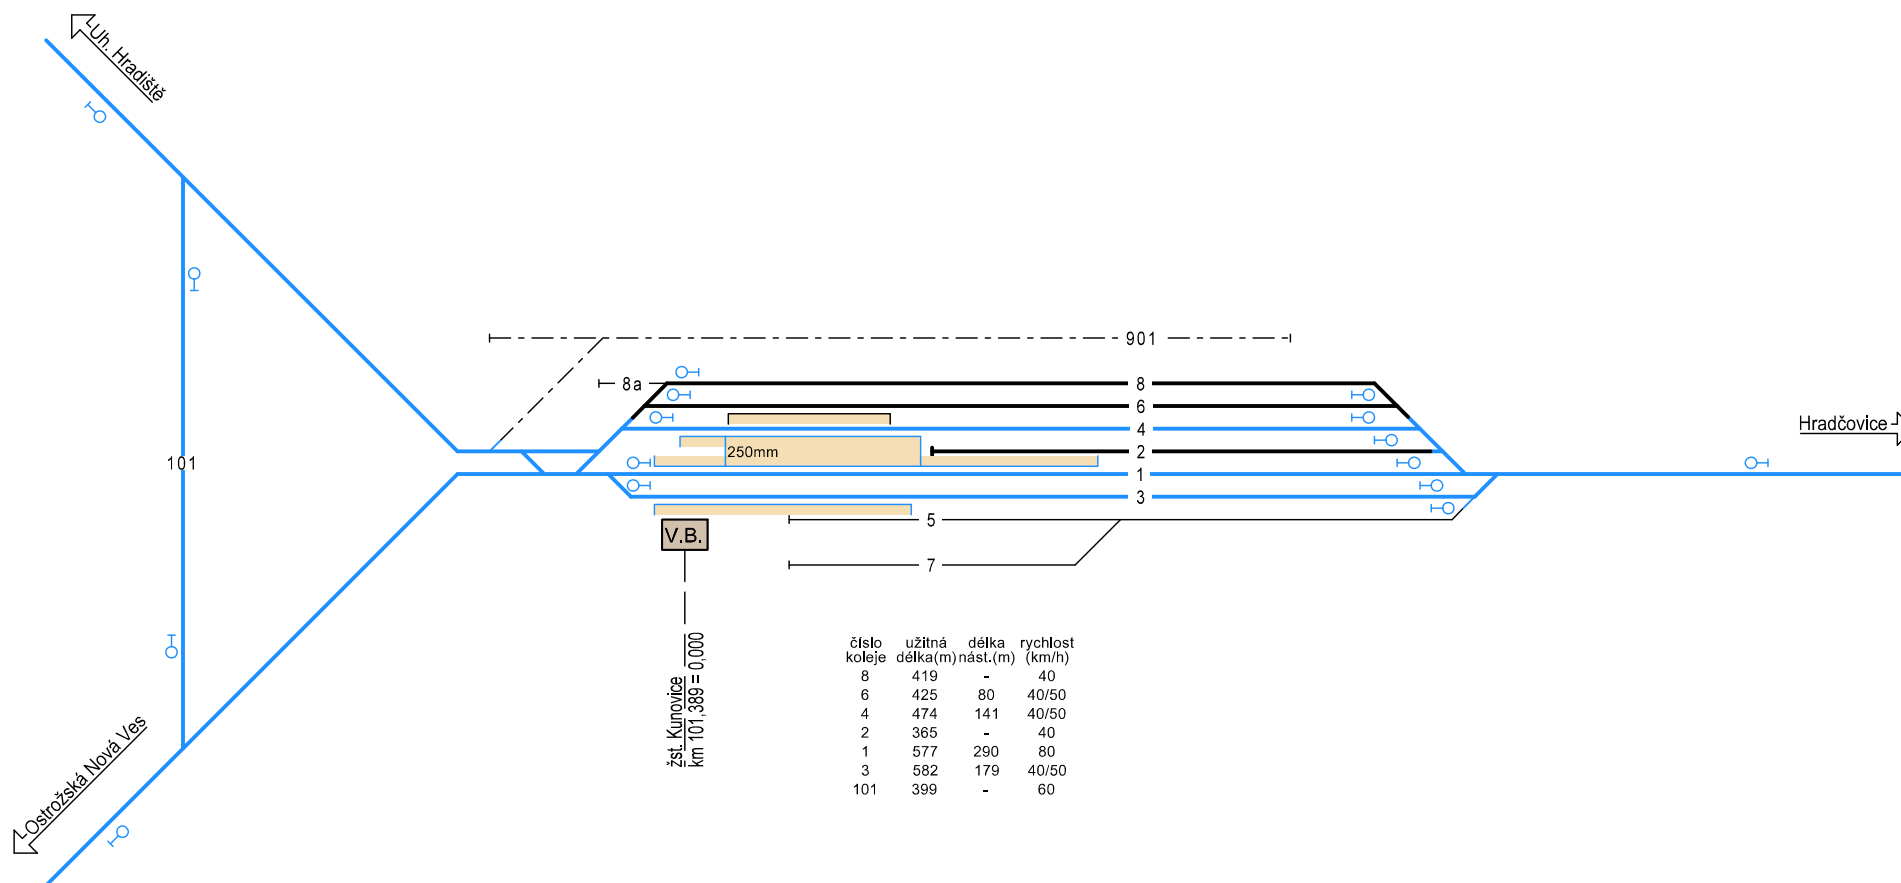 Uh. Hradiště
901
8a
8
6
4
Hradčovice
250mm
2
101
1
3
5
V.B.
7
žst. Kunovice
km 101,389 = 0,000
číslo koleje užitná délka(m) délka nást.(m) rychlost (km/h)
8 419 - 40
6 425 80 40/50
4 474 141 40/50
2 365 - 40
1 577 290 80
3 582 179 40/50
101 399 - 60
Ostrožská Nová Ves